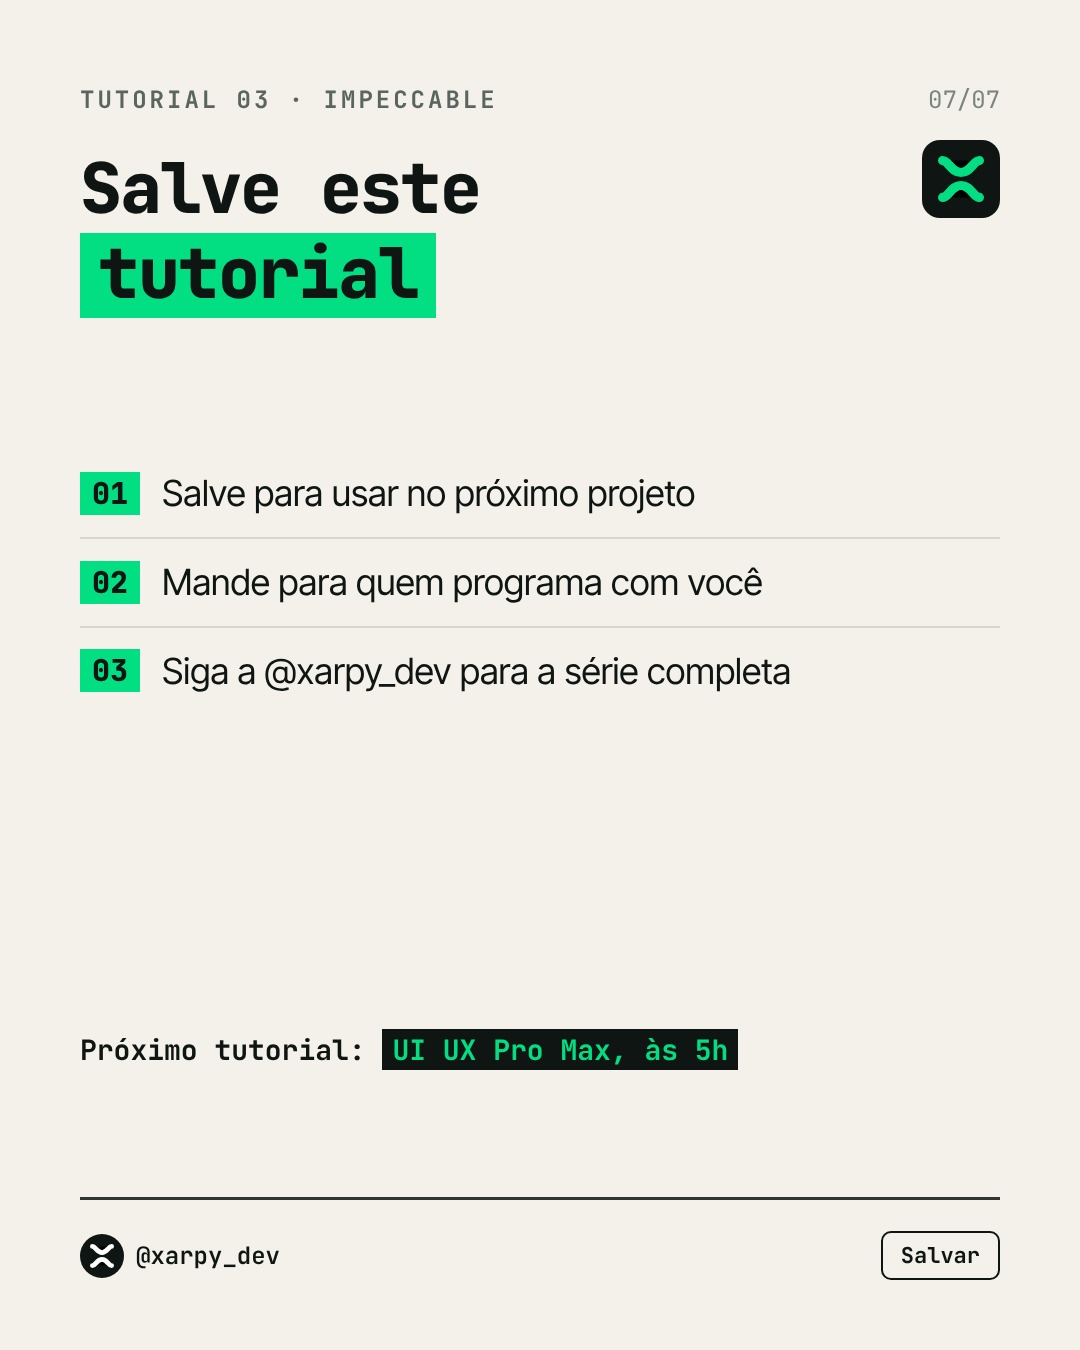 TUTORIAL 03 · IMPECCABLE
07/07
Salve este
tutorial
01 Salve para usar no próximo projeto
02 Mande para quem programa com você
03 Siga a @xarpy_dev para a série completa
Próximo tutorial: UI UX Pro Max, às 5h
@xarpy_dev
Salvar